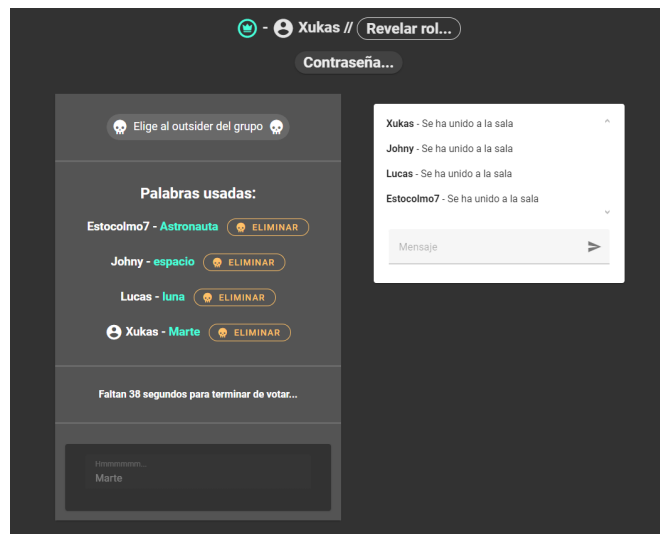 - Xukas // Revelar rol...
Contraseña...
Elige al outsider del grupo
Palabras usadas:
Estocolmo7 - Astronauta ELIMINAR
Johny - espacio ELIMINAR
Lucas - luna ELIMINAR
Xukas - Marte ELIMINAR
Faltan 38 segundos para terminar de votar...
Hmmmmmm...
Marte
Xukas - Se ha unido a la sala
Johny - Se ha unido a la sala
Lucas - Se ha unido a la sala
Estocolmo7 - Se ha unido a la sala
Mensaje